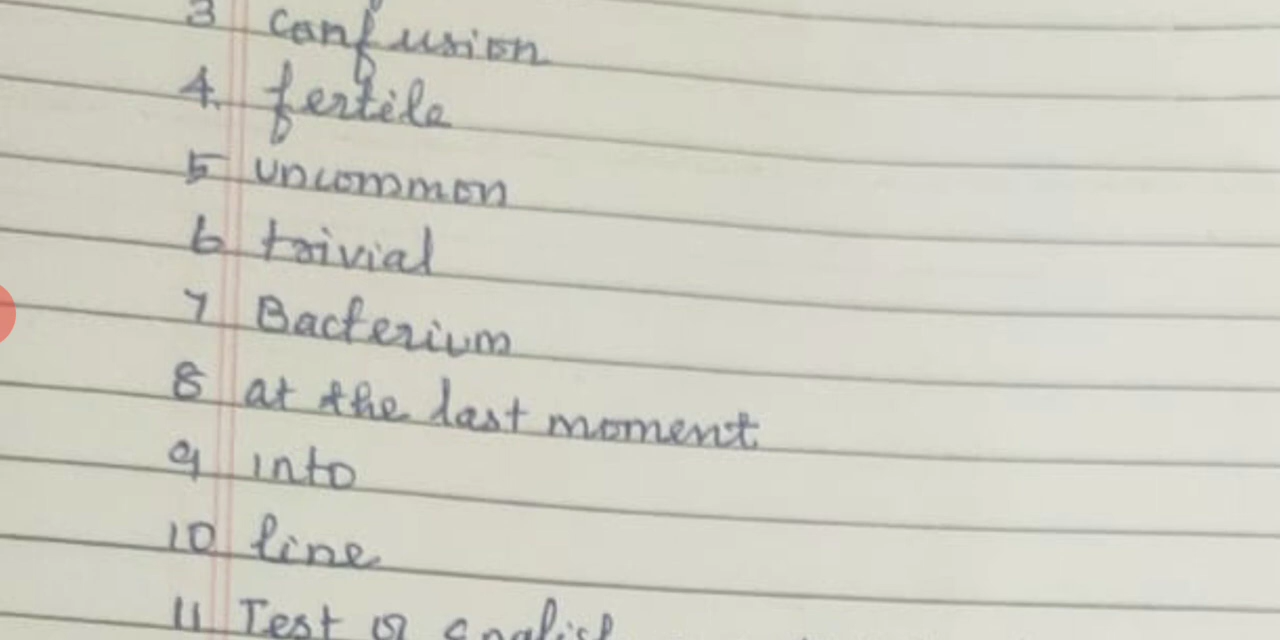 3 confusion
4. fertile
5 uncommon
6 trivial
7 Bacterium
8 at the last moment.
9 into
10 line
11 Test